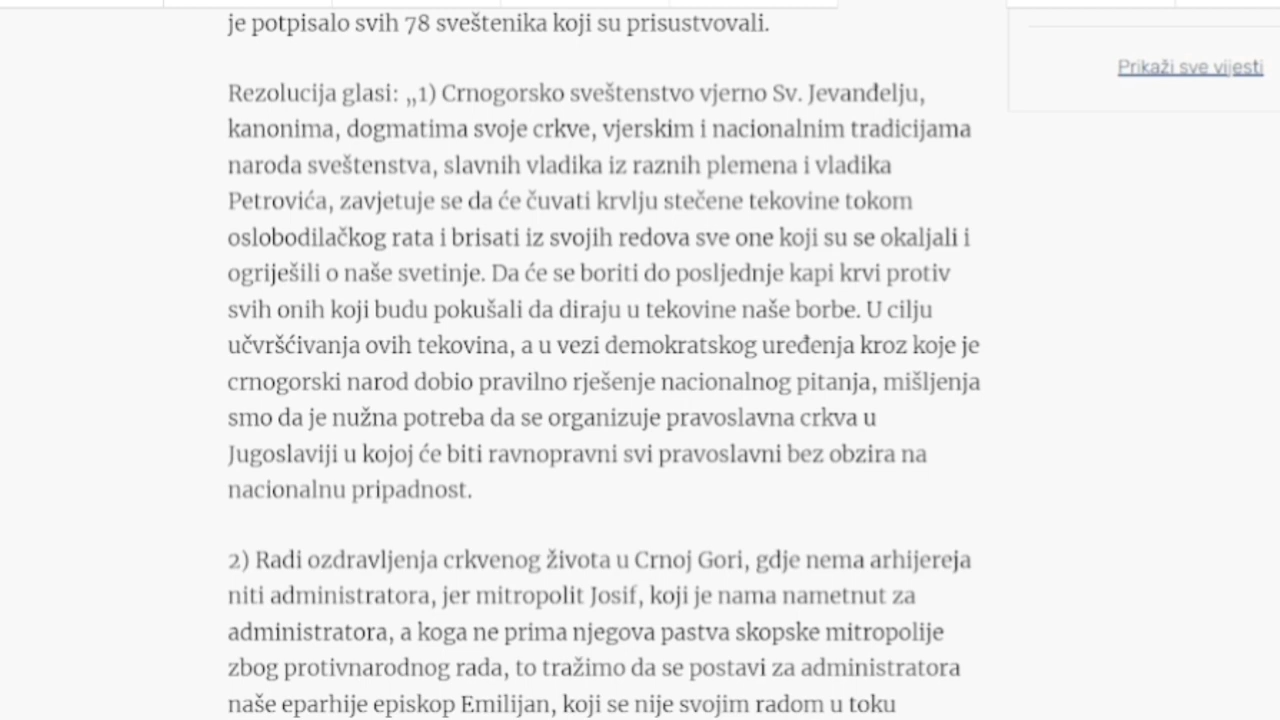 je potpisalo svih 78 sveštenika koji su prisustvovali.
Prikaži sve vijesti
Rezolucija glasi: „1) Crnogorsko sveštenstvo vjerno Sv. Jevanđelju,
kanonima, dogmatima svoje crkve, vjerskim i nacionalnim tradicijama
naroda sveštenstva, slavnih vladika iz raznih plemena i vladika
Petrovića, zavjetuje se da će čuvati krvlju stečene tekovine tokom
oslobodilačkog rata i brisati iz svojih redova sve one koji su se okaljali i
ogriješili o naše svetinje. Da će se boriti do posljednje kapi krvi protiv
svih onih koji budu pokušali da diraju u tekovine naše borbe. U cilju
učvršćivanja ovih tekovina, a u vezi demokratskog uređenja kroz koje je
crnogorski narod dobio pravilno rješenje nacionalnog pitanja, mišljenja
smo da je nužna potreba da se organizuje pravoslavna crkva u
Jugoslaviji u kojoj će biti ravnopravni svi pravoslavni bez obzira na
nacionalnu pripadnost.
2) Radi ozdravljenja crkvenog života u Crnoj Gori, gdje nema arhijereja
niti administratora, jer mitropolit Josif, koji je nama nametnut za
administratora, a koga ne prima njegova pastva skopske mitropolije
zbog protivnarodnog rada, to tražimo da se postavi za administratora
naše eparhije episkop Emilijan, koji se nije svojim radom u toku